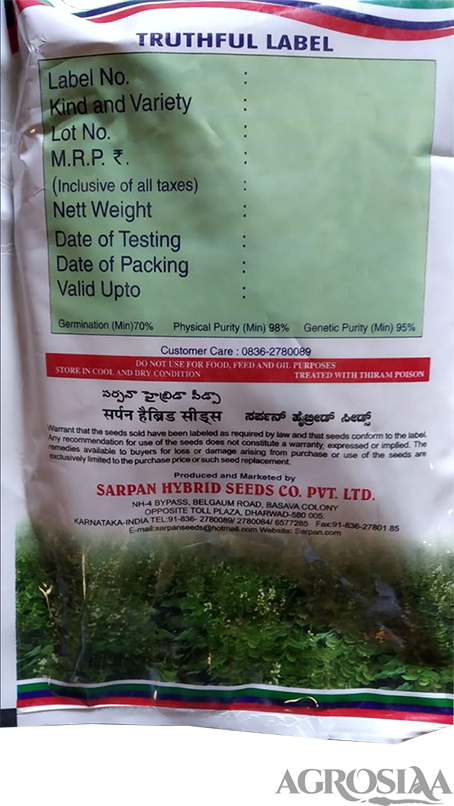 TRUTHFUL LABEL
Label No. :
Kind and Variety :
Lot No. :
M.R.P. ₹. :
(Inclusive of all taxes) :
Nett Weight :
Date of Testing :
Date of Packing :
Valid Upto :
Germination (Min)70% Physical Purity (Min) 98% Genetic Purity (Min) 95%
Customer Care : 0836-2780089
DO NOT USE FOR FOOD, FEED AND OIL PURPOSES
STORE IN COOL AND DRY CONDITION TREATED WITH THIRAM POISON
సర్పన్ హైబ్రిడ్ సీడ్స్
सर्पन हैब्रिड सीड्स ಸರ್ಪನ್ ಹೈಬ್ರೀಡ್ ಸೀಡ್ಸ್
Warrant that the seeds sold have been labeled as required by law and that seeds conform to the label.
Any recommendation for use of the seeds does not constitute a warranty, expressed or implied. The
remedies available to buyers for loss or damage arising from purchase or use of the seeds are
exclusively limited to the purchase price or such seed replacement.
Produced and Marketed by
SARPAN HYBRID SEEDS CO. PVT. LTD.
NH-4 BYPASS, BELGAUM ROAD, BASAVA COLONY
OPPOSITE TOLL PLAZA, DHARWAD-580 005.
KARNATAKA-INDIA TEL:91-836- 2780089/ 2780084/ 6577285 Fax:91-836-27801 85
E-mail:sarpanseeds@hotmail.com Website: Sarpan.com
AGROSIAA